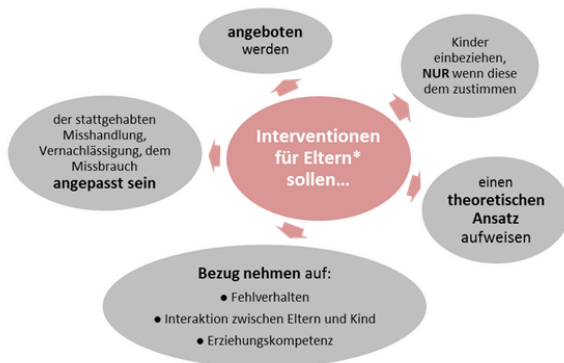 angeboten
werden
Kinder
einbeziehen,
NUR wenn diese
dem zustimmen
der stattgehabten
Misshandlung,
Vernachlässigung, dem
Missbrauch
angepasst sein
Interventionen
für Eltern*
sollen...
einen
theoretischen
Ansatz
aufweisen
Bezug nehmen auf:
● Fehlverhalten
● Interaktion zwischen Eltern und Kind
● Erziehungskompetenz